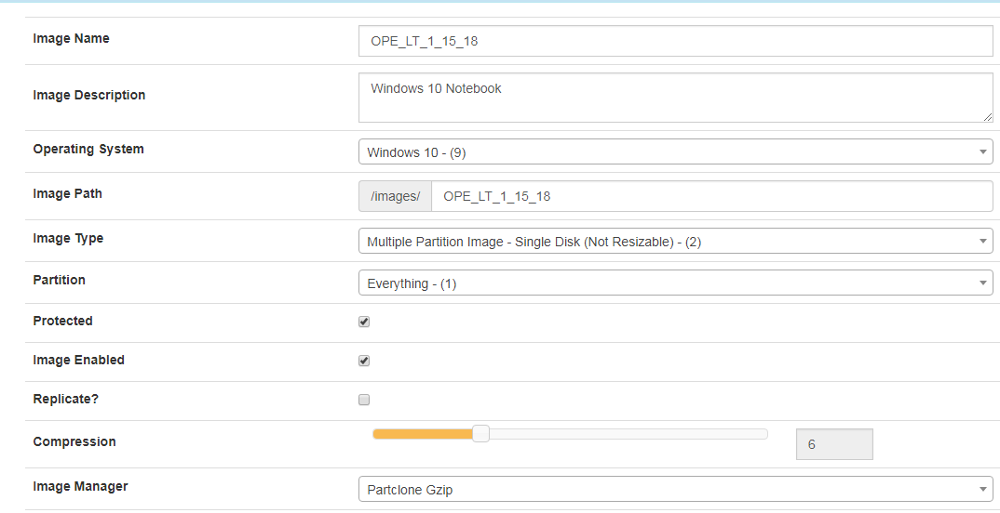 Image Name OPE_LT_1_15_18
Image Description Windows 10 Notebook
Operating System Windows 10 - (9)
Image Path /images/ OPE_LT_1_15_18
Image Type Multiple Partition Image - Single Disk (Not Resizable) - (2)
Partition Everything - (1)
Protected
Image Enabled
Replicate?
Compression 6
Image Manager Partclone Gzip